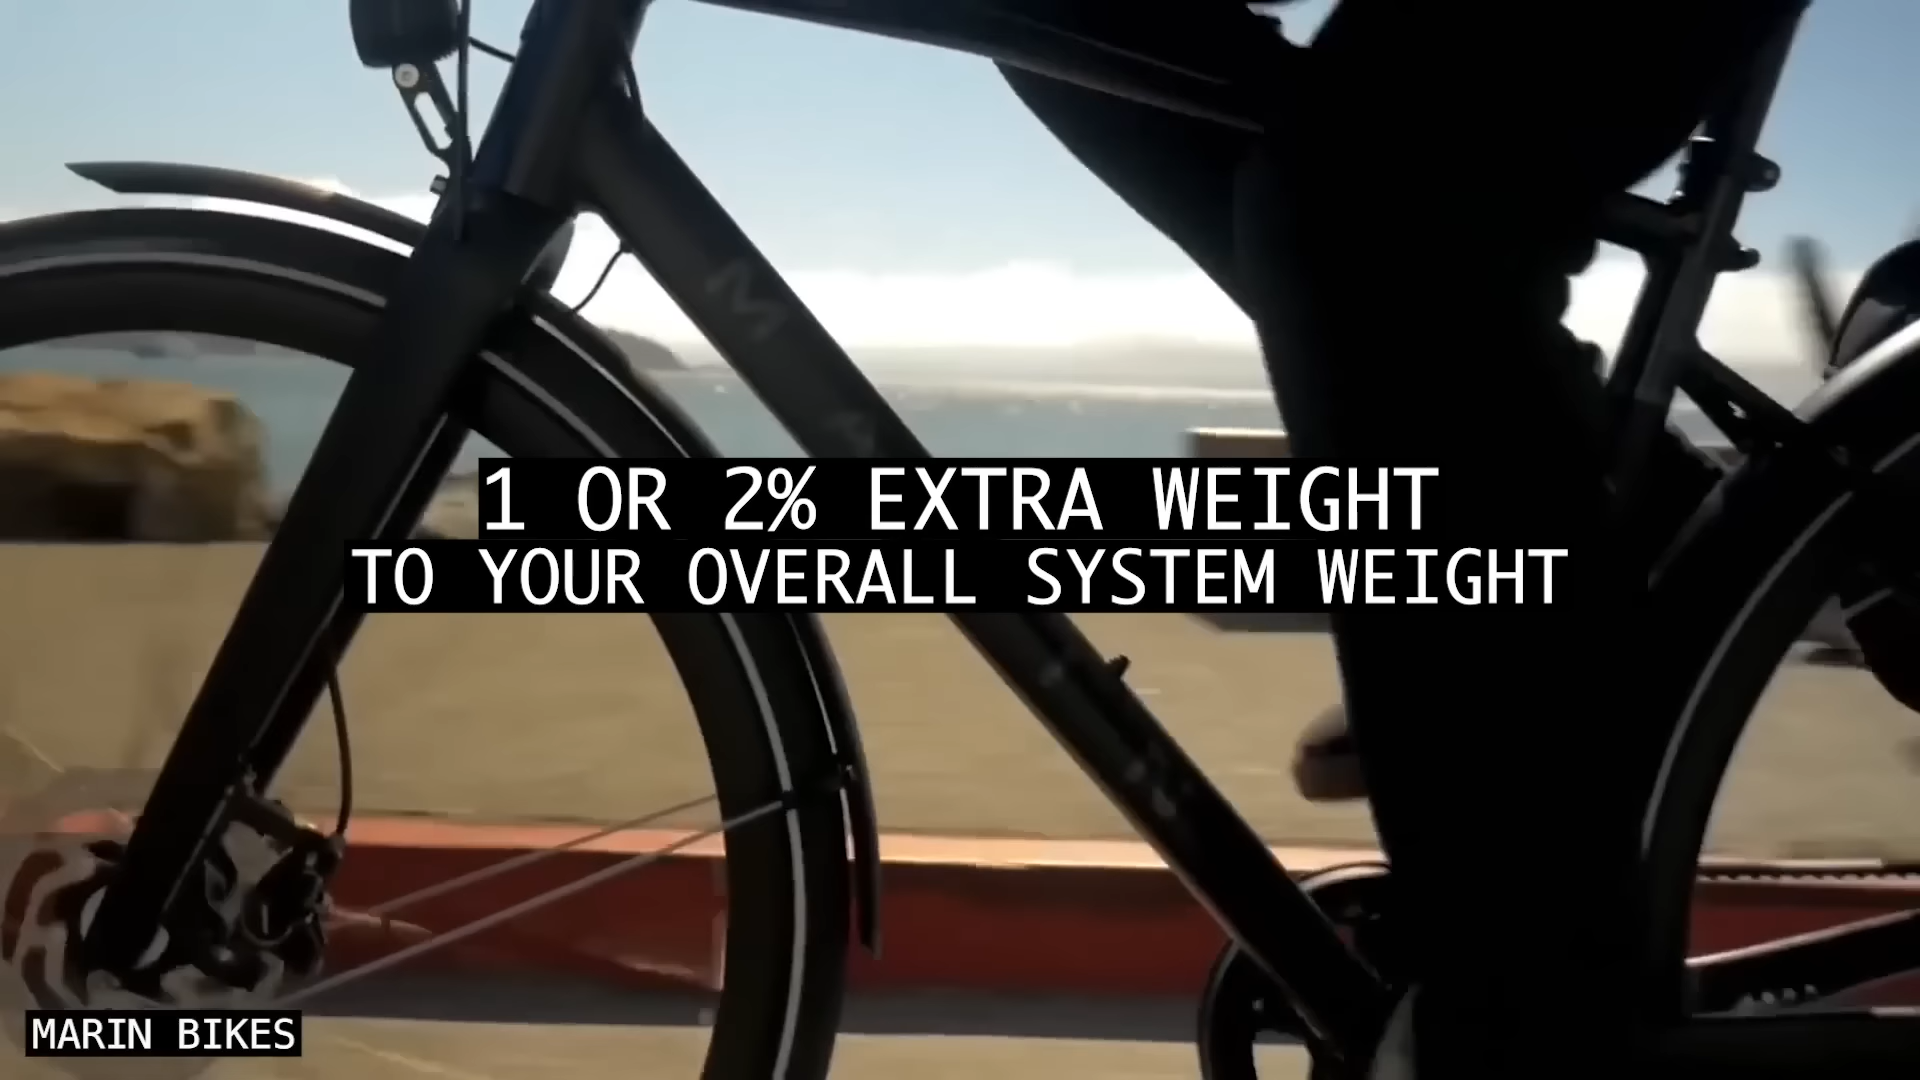 1 OR 2% EXTRA WEIGHT
TO YOUR OVERALL SYSTEM WEIGHT
MARIN BIKES